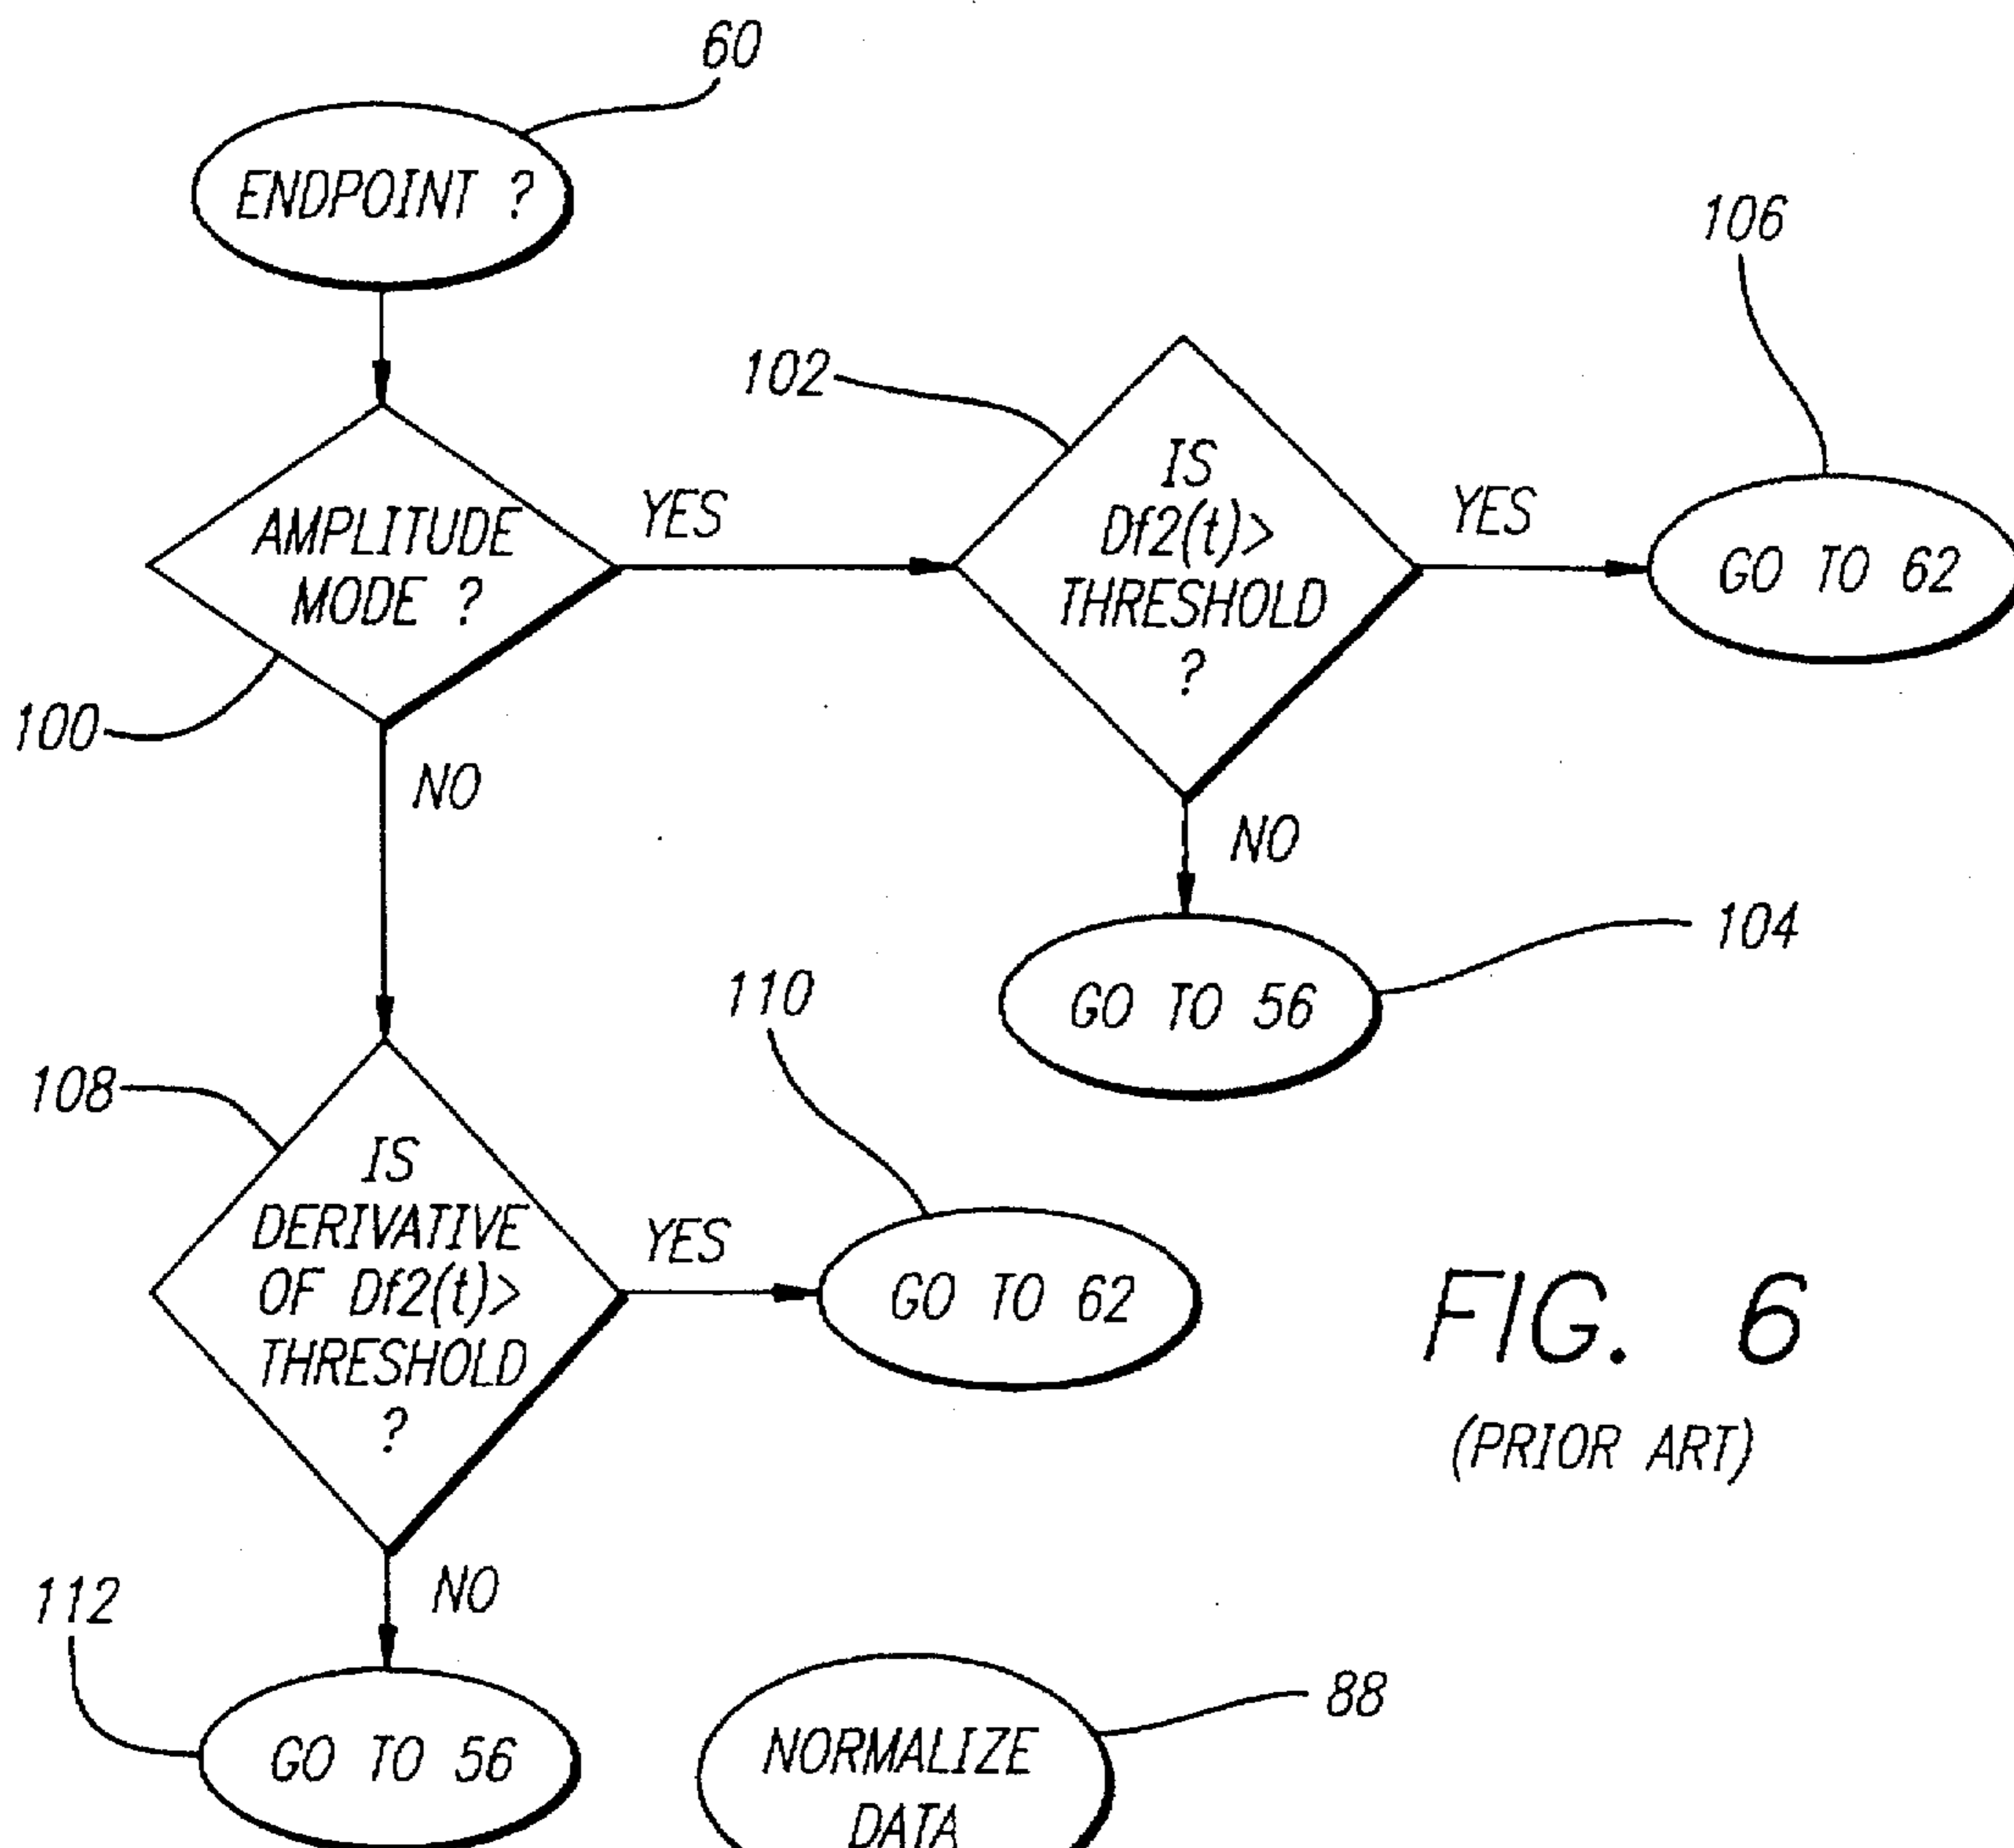 60
ENDPOINT ?
106
102
IS
Df2(t)>
THRESHOLD
?
AMPLITUDE
MODE ?
YES
YES
GO TO 62
100
NO
NO
104
GO TO 56
110
108
IS
DERIVATIVE
OF Df2(t)>
THRESHOLD
?
YES
GO TO 62
FIG. 6
(PRIOR ART)
NO
112
GO TO 56
88
NORMALIZE
DATA